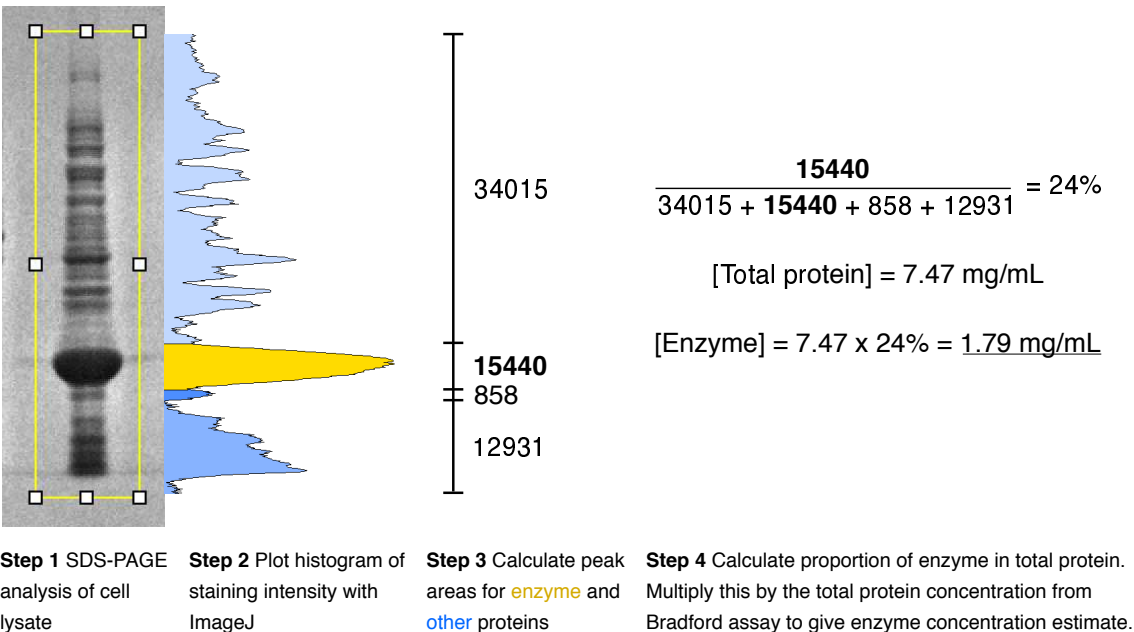 34015
15440
858
12931
15440
34015 + 15440 + 858 + 12931
= 24%
[Total protein] = 7.47 mg/mL
[Enzyme] = 7.47 x 24% = 1.79 mg/mL
Step 1 SDS-PAGE
analysis of cell
lysate
Step 2 Plot histogram of
staining intensity with
ImageJ
Step 3 Calculate peak
areas for enzyme and
other proteins
Step 4 Calculate proportion of enzyme in total protein.
Multiply this by the total protein concentration from
Bradford assay to give enzyme concentration estimate.